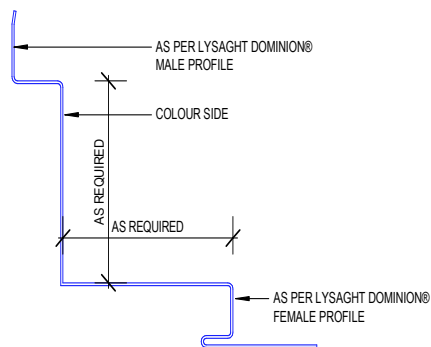 AS PER LYSAGHT DOMINION®
MALE PROFILE
COLOUR SIDE
AS REQUIRED
AS REQUIRED
AS PER LYSAGHT DOMINION®
FEMALE PROFILE